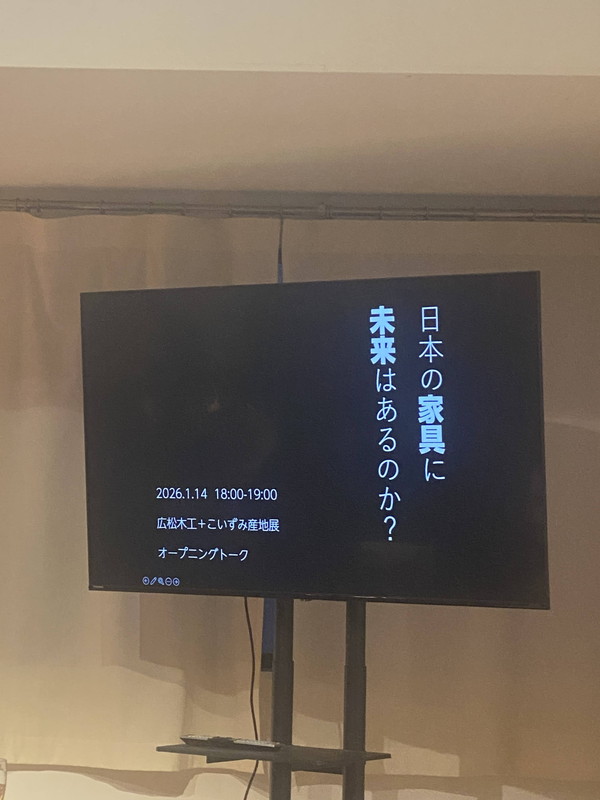 日本の家具に
未来はあるのか？
2026.1.14 18:00-19:00
広松木工＋こいずみ産地展
オープニングトーク